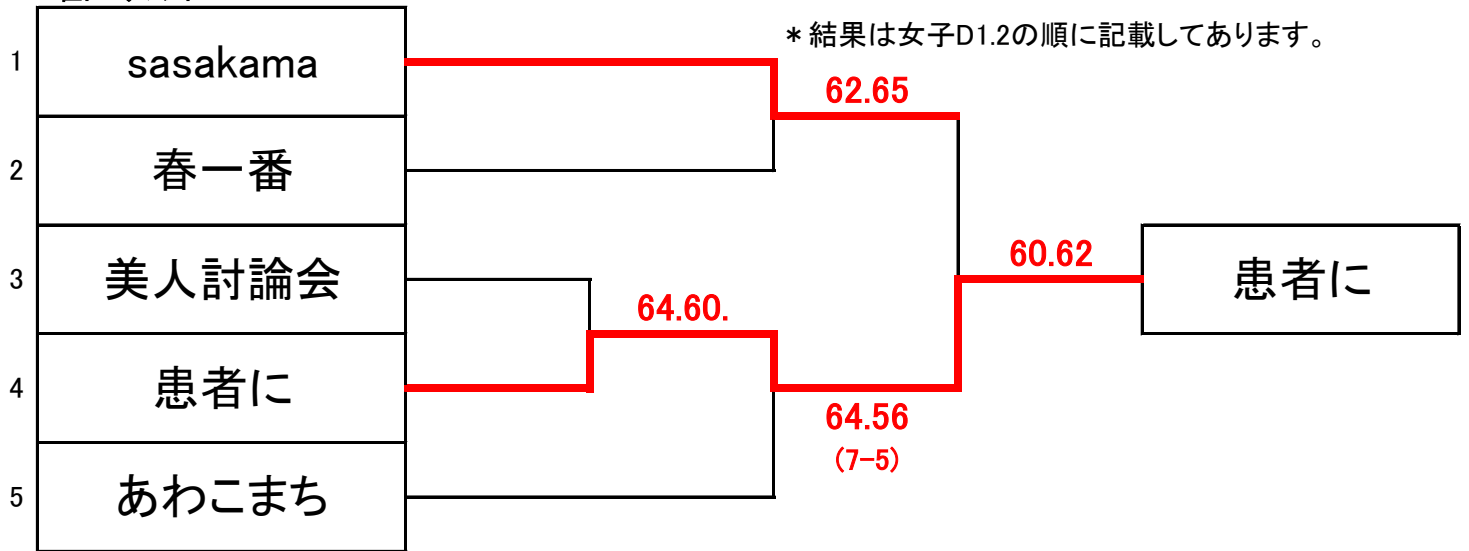 *結果は女子D1.2の順に記載してあります。
1 sasakama
62.65
2 春一番
60.62
患者に
3 美人討論会
64.60.
4 患者に
64.56
(7-5)
5 あわこまち